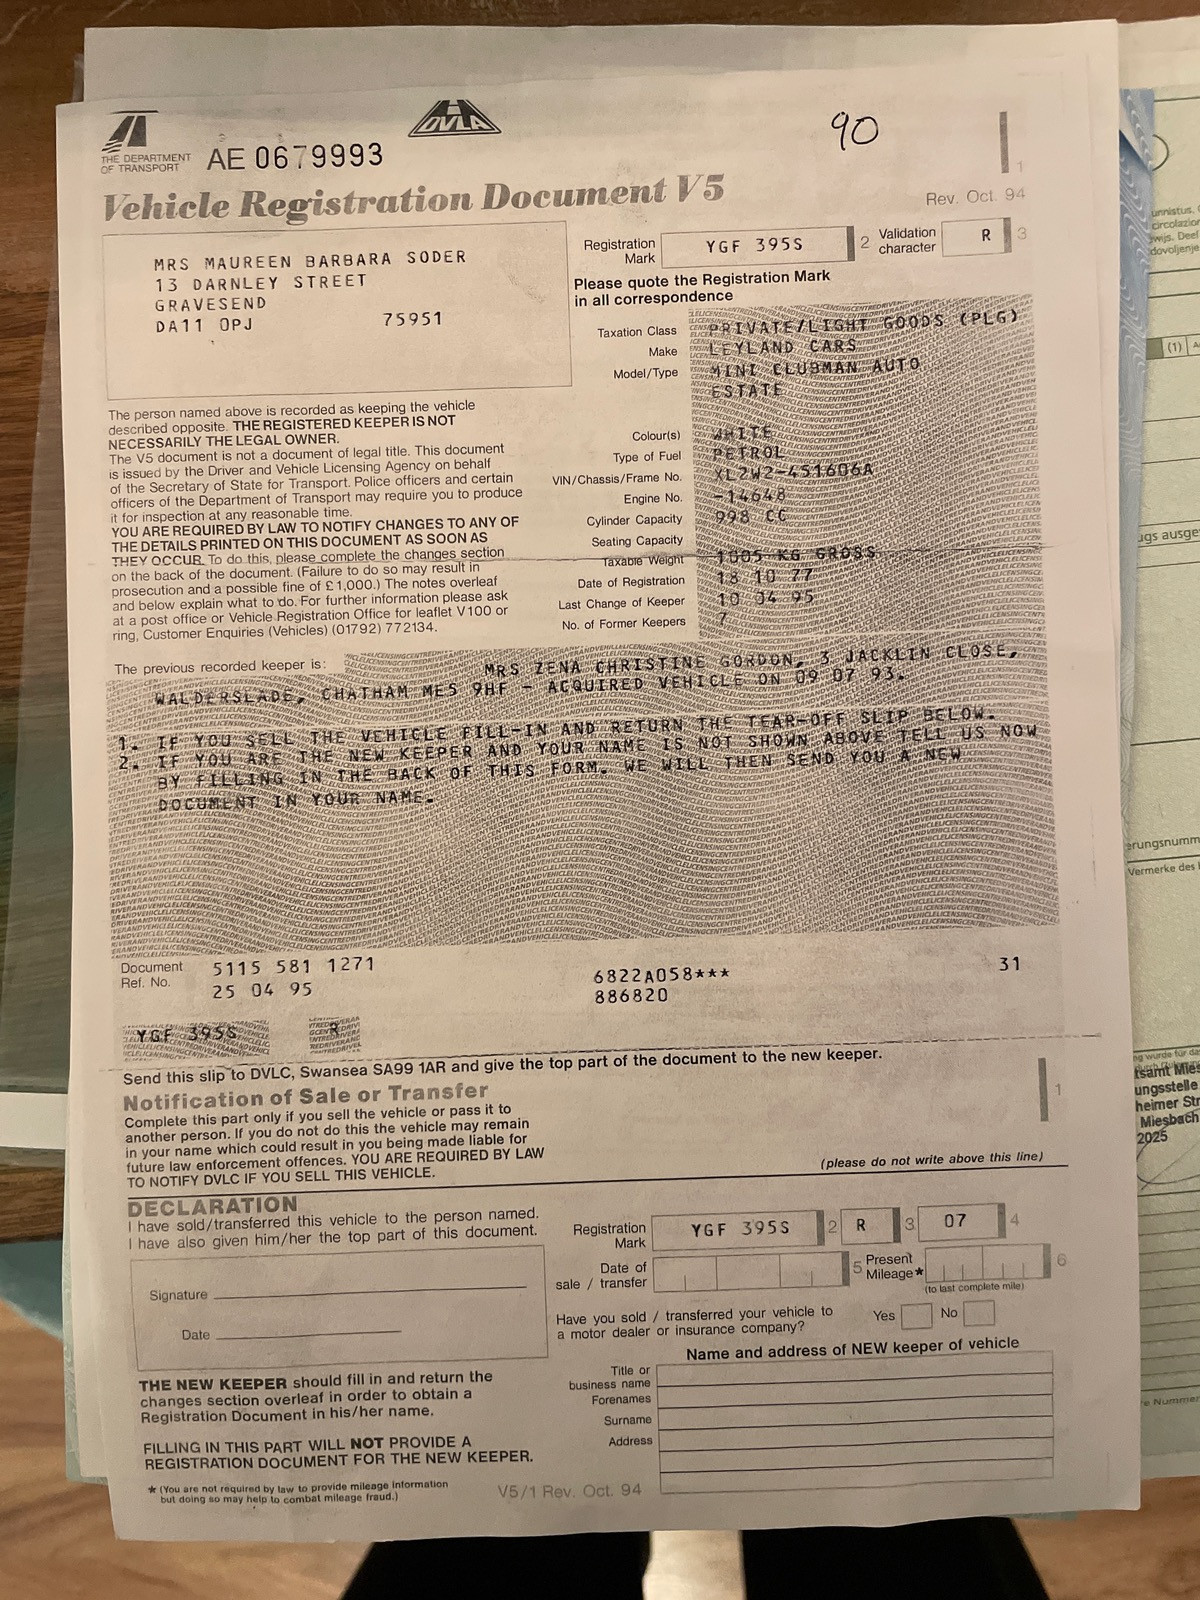 THE DEPARTMENT
OF TRANSPORT
AE 0679993
DVLA
90
1
Vehicle Registration Document V5
Rev. Oct. 94
MRS MAUREEN BARBARA SODER
13 DARNLEY STREET
GRAVESEND
DA11 0PJ 75951
Registration Mark YGF 395S 2 Validation character R 3
Please quote the Registration Mark
in all correspondence
Taxation Class PRIVATE/LIGHT GOODS (PLG)
Make LEYLAND CARS
Model/Type MINI CLUBMAN AUTO
ESTATE
Colour(s) WHITE
Type of Fuel PETROL
VIN/Chassis/Frame No. XL2W2-451606A
Engine No. -14648
Cylinder Capacity 998 CC
Seating Capacity
Taxable Weight 1005 KG GROSS
Date of Registration 18 10 77
Last Change of Keeper 10 04 95
No. of Former Keepers 7
The person named above is recorded as keeping the vehicle
described opposite. THE REGISTERED KEEPER IS NOT
NECESSARILY THE LEGAL OWNER.
The V5 document is not a document of legal title. This document
is issued by the Driver and Vehicle Licensing Agency on behalf
of the Secretary of State for Transport. Police officers and certain
officers of the Department of Transport may require you to produce
it for inspection at any reasonable time.
YOU ARE REQUIRED BY LAW TO NOTIFY CHANGES TO ANY OF
THE DETAILS PRINTED ON THIS DOCUMENT AS SOON AS
THEY OCCUR. To do this, please complete the changes section
on the back of the document. (Failure to do so may result in
prosecution and a possible fine of £1,000.) The notes overleaf
and below explain what to do. For further information please ask
at a post office or Vehicle Registration Office for leaflet V100 or
ring, Customer Enquiries (Vehicles) (01792) 772134.
The previous recorded keeper is: MRS ZENA CHRISTINE GORDON, 3 JACKLIN CLOSE,
WALDERSLADE, CHATHAM ME5 9HF - ACQUIRED VEHICLE ON 09 07 93.
1. IF YOU SELL THE VEHICLE FILL-IN AND RETURN THE TEAR-OFF SLIP BELOW.
2. IF YOU ARE THE NEW KEEPER AND YOUR NAME IS NOT SHOWN ABOVE TELL US NOW
BY FILLING IN THE BACK OF THIS FORM. WE WILL THEN SEND YOU A NEW
DOCUMENT IN YOUR NAME.
Document Ref. No. 5115 581 1271
25 04 95
6822A058***
886820
31
YGF 395S R
Send this slip to DVLC, Swansea SA99 1AR and give the top part of the document to the new keeper.
Notification of Sale or Transfer
1
Complete this part only if you sell the vehicle or pass it to
another person. If you do not do this the vehicle may remain
in your name which could result in you being made liable for
future law enforcement offences. YOU ARE REQUIRED BY LAW
TO NOTIFY DVLC IF YOU SELL THIS VEHICLE.
(please do not write above this line)
DECLARATION
I have sold/transferred this vehicle to the person named.
I have also given him/her the top part of this document.
Signature
Date
Registration Mark YGF 395S 2 R 3 07 4
Date of sale / transfer 5 Present Mileage* 6
(to last complete mile)
Have you sold / transferred your vehicle to
a motor dealer or insurance company? Yes No
Name and address of NEW keeper of vehicle
Title or
business name
Forenames
Surname
Address
THE NEW KEEPER should fill in and return the
changes section overleaf in order to obtain a
Registration Document in his/her name.
FILLING IN THIS PART WILL NOT PROVIDE A
REGISTRATION DOCUMENT FOR THE NEW KEEPER.
* (You are not required by law to provide mileage information
but doing so may help to combat mileage fraud.)
V5/1 Rev. Oct. 94
(1)
Vermerke des
Miesbach
2025